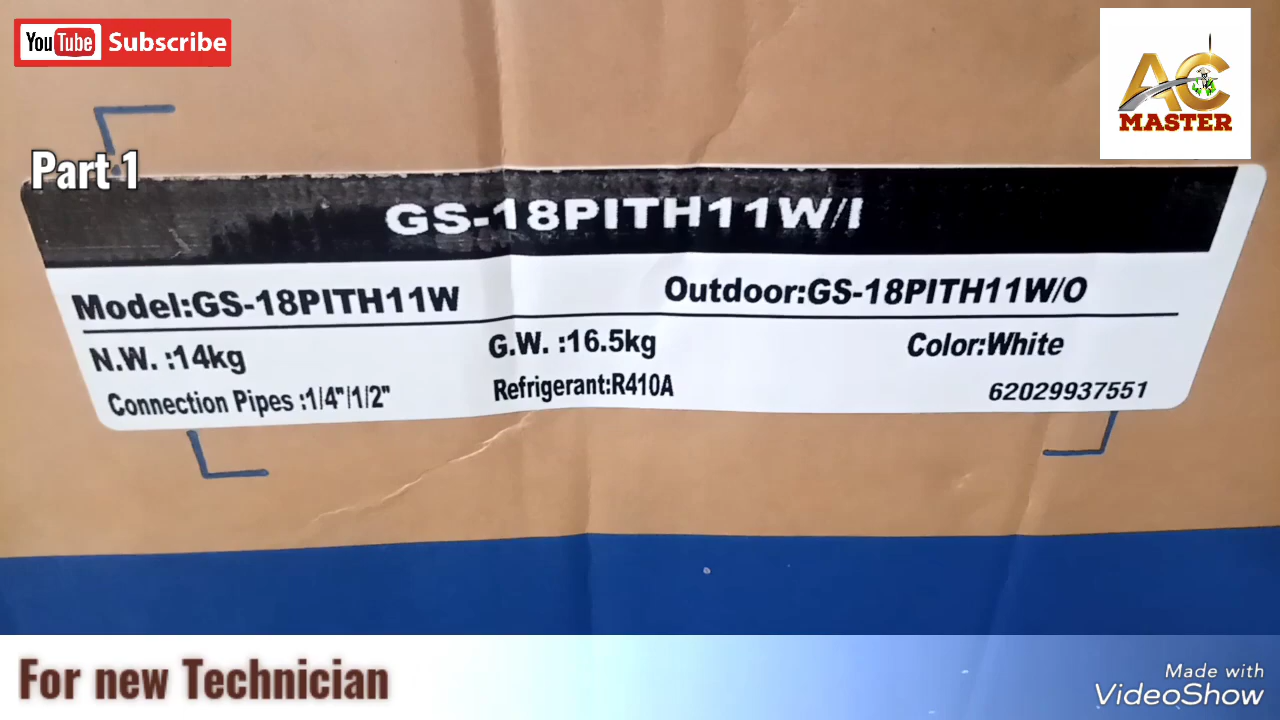 YouTube Subscribe
AC
MASTER
Part 1
GS-18PITH11W/I
Model:GS-18PITH11W Outdoor:GS-18PITH11W/O
N.W. :14kg G.W. :16.5kg Color:White
Connection Pipes :1/4"/1/2" Refrigerant:R410A 62029937551
For new Technician
Made with
VideoShow